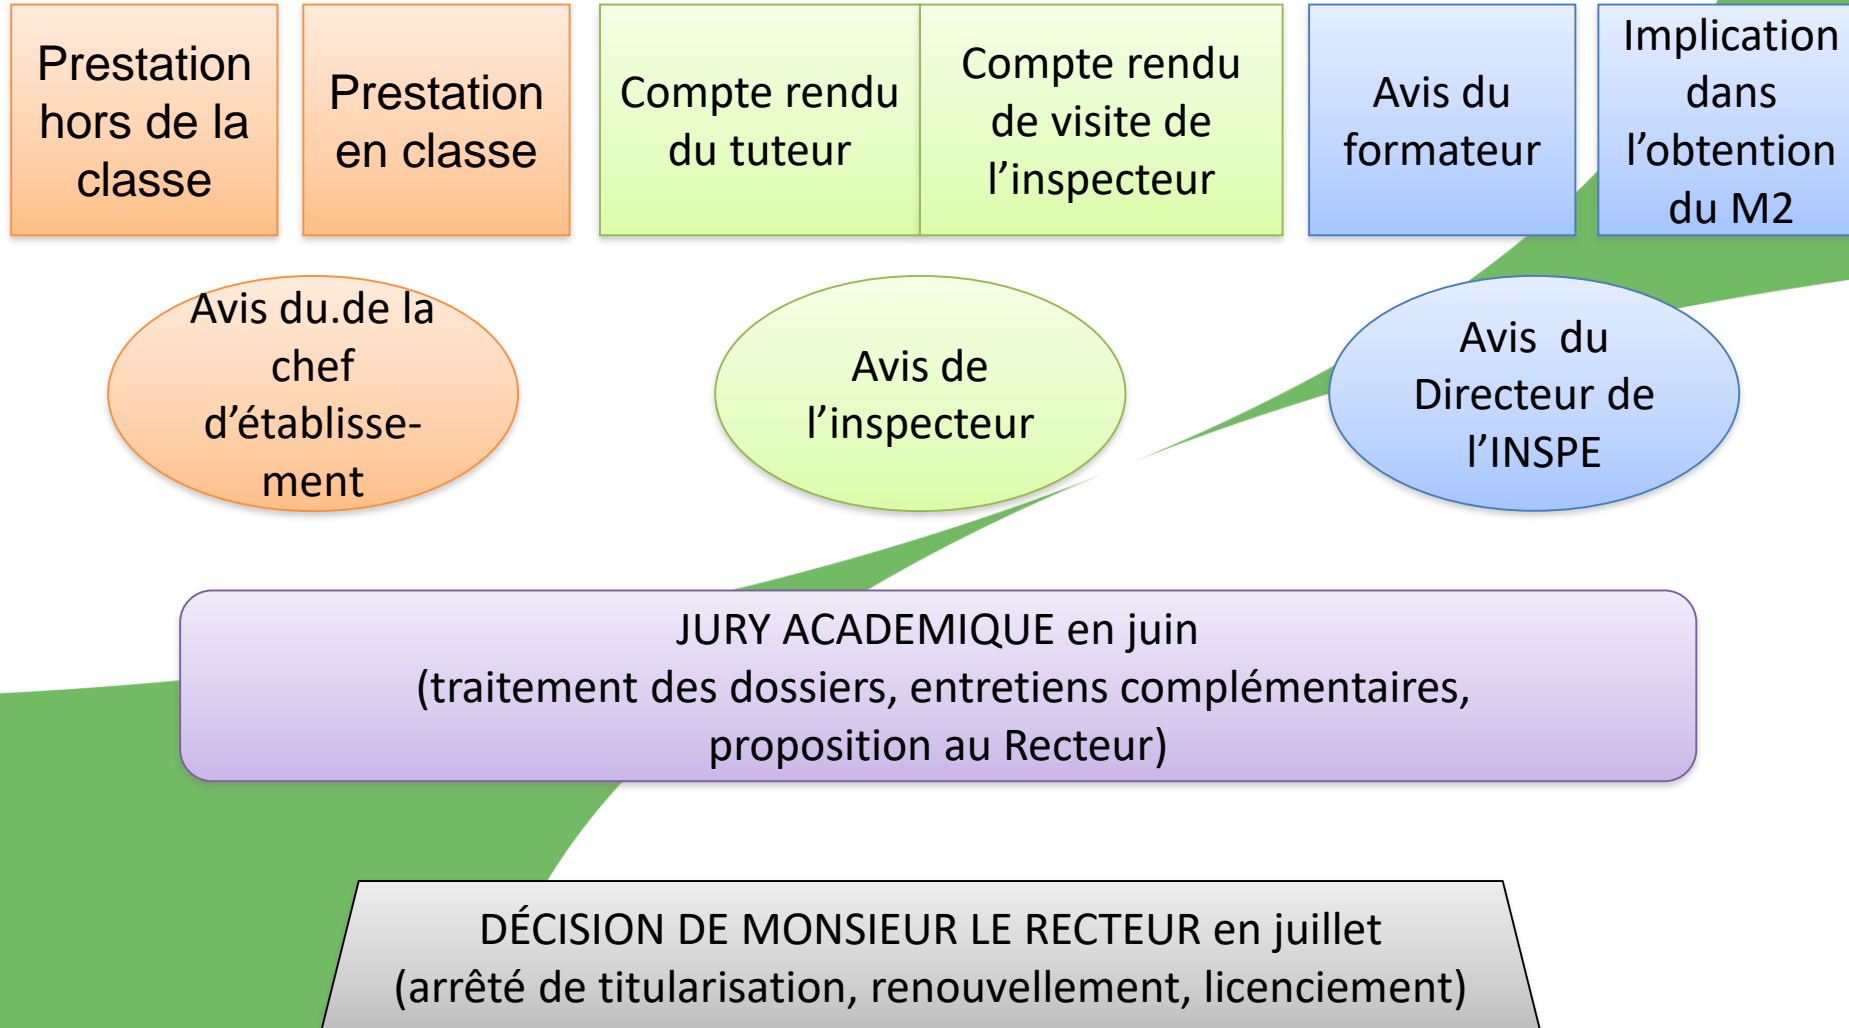 Prestation
hors de la
classe
Prestation
en classe
Compte rendu
du tuteur
Compte rendu
de visite de
l’inspecteur
Avis du
formateur
Implication
dans
l’obtention
du M2
Avis du.de la
chef
d’établisse-
ment
Avis de
l’inspecteur
Avis  du
Directeur de
l’INSPE
JURY ACADEMIQUE en juin
(traitement des dossiers, entretiens complémentaires,
proposition au Recteur)
DÉCISION DE MONSIEUR LE RECTEUR en juillet
(arrêté de titularisation, renouvellement, licenciement)